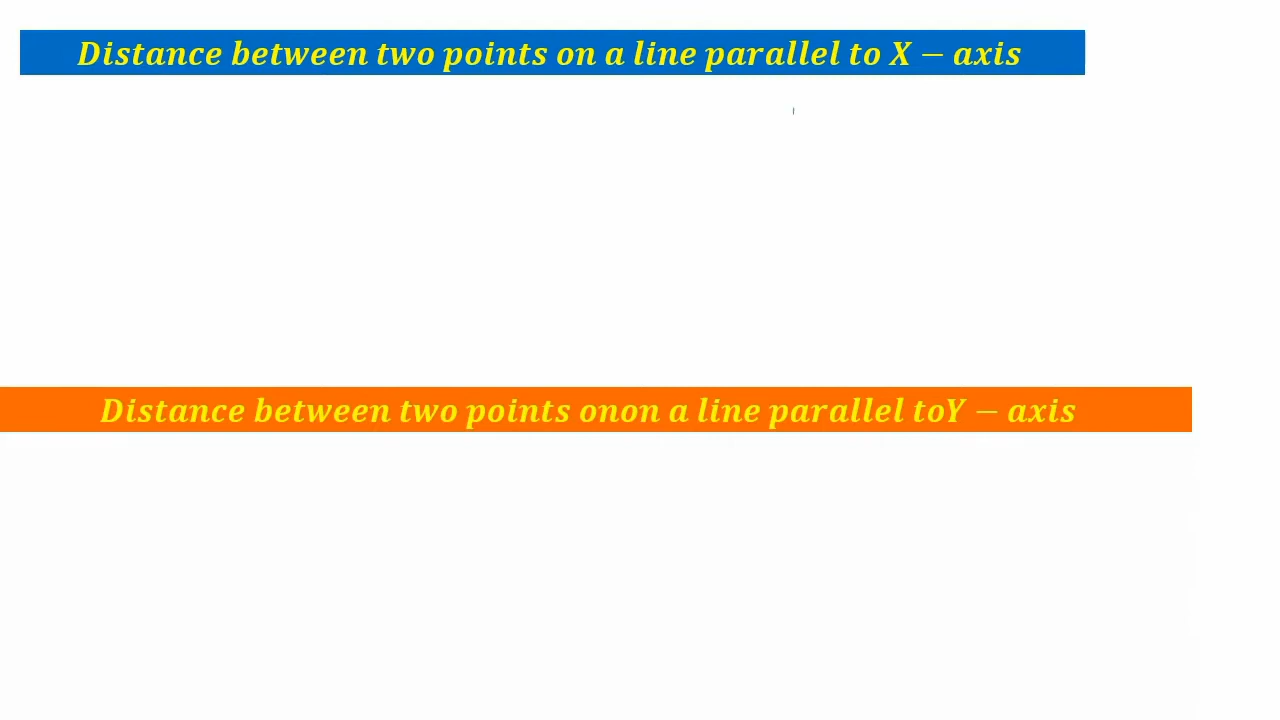 Distance between two points on a line parallel to X − axis
Distance between two points onon a line parallel toY − axis